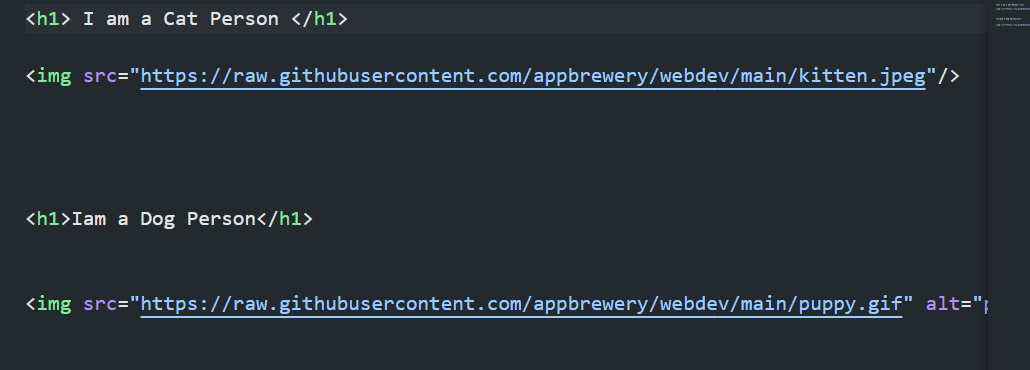 <h1> I am a Cat Person </h1>
<img src="https://raw.githubusercontent.com/appbrewery/webdev/main/kitten.jpeg"/>
<h1>Iam a Dog Person</h1>
<img src="https://raw.githubusercontent.com/appbrewery/webdev/main/puppy.gif" alt="p